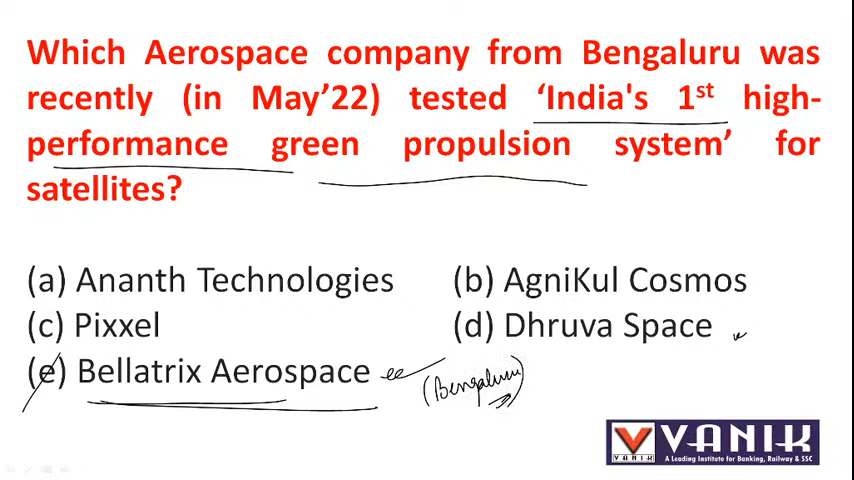 Which Aerospace company from Bengaluru was
recently (in May’22) tested ‘India's 1st high-
performance green propulsion system’ for
satellites?
(a) Ananth Technologies (b) AgniKul Cosmos
(c) Pixxel (d) Dhruva Space
(e) Bellatrix Aerospace (Bengaluru)
VANIK
VANIK
A Leading Institute for Banking, Railway & SSC